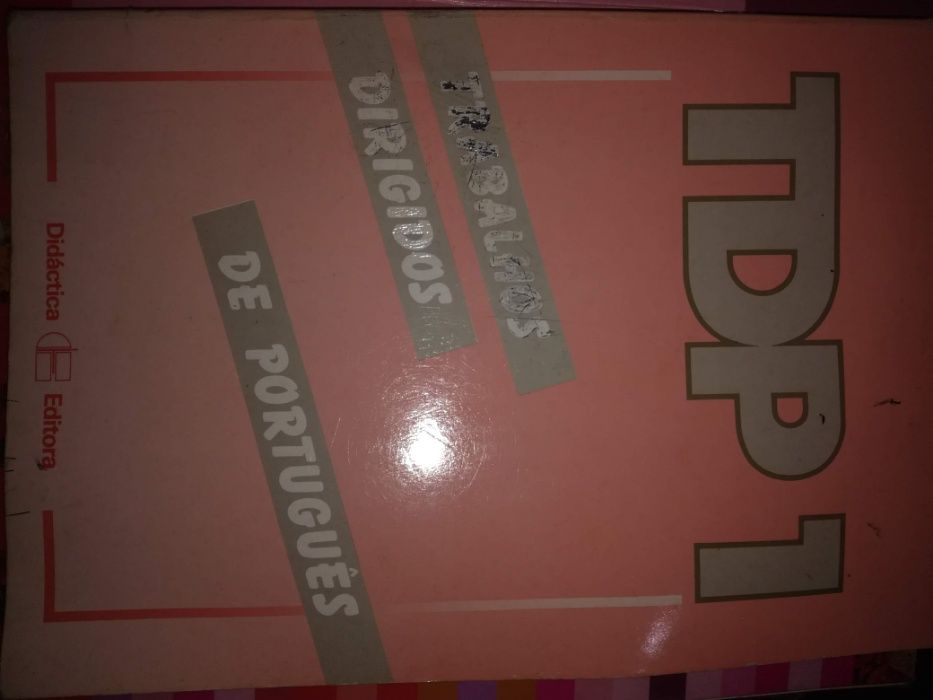 TDP 1
TRABALHOS
DIRIGIDOS
DE PORTUGUÊS
Didáctica Editora